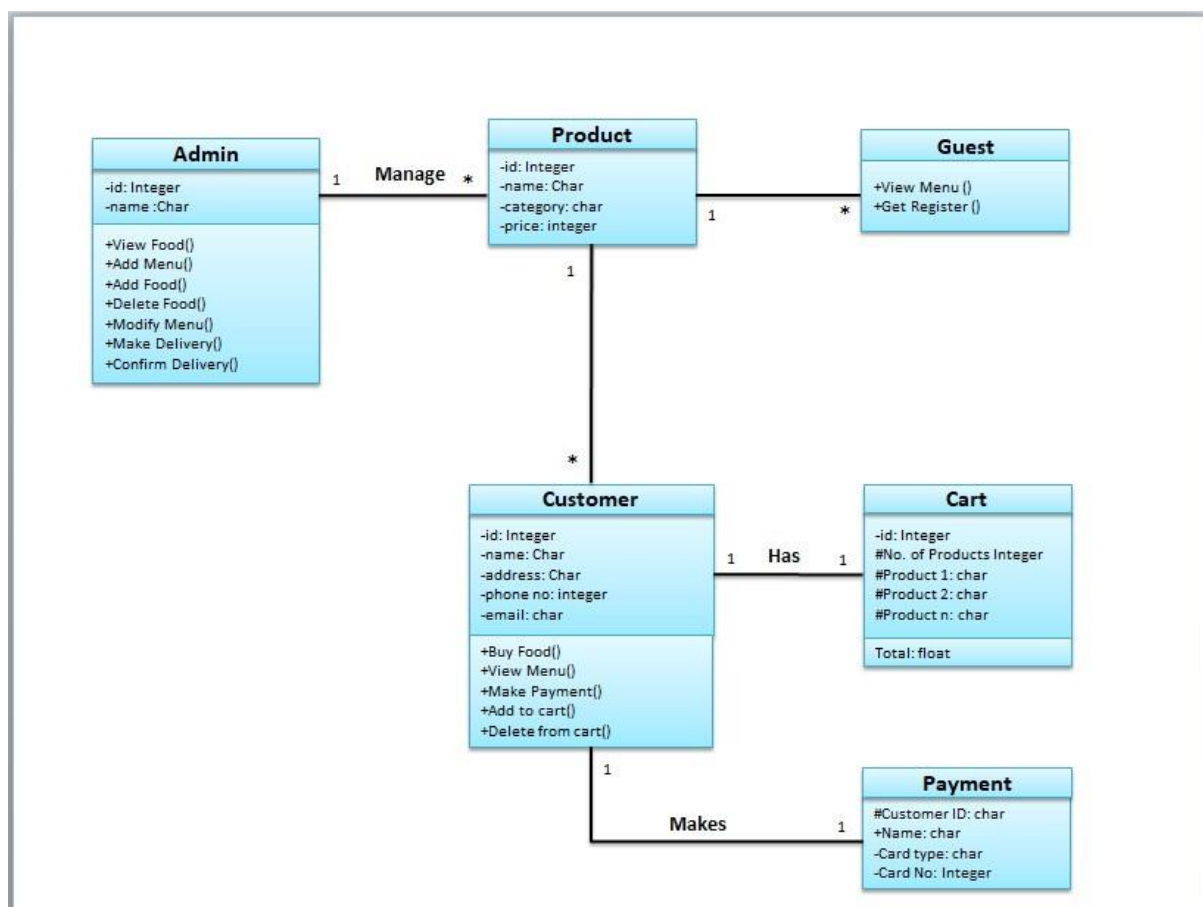 Admin
-id: Integer
-name :Char
+View Food()
+Add Menu()
+Add Food()
+Delete Food()
+Modify Menu()
+Make Delivery()
+Confirm Delivery()
1
Manage
*
Product
-id: Integer
-name: Char
-category: char
-price: integer
1
*
Guest
+View Menu ()
+Get Register ()
1
*
Customer
-id: Integer
-name: Char
-address: Char
-phone no: integer
-email: char
+Buy Food()
+View Menu()
+Make Payment()
+Add to cart()
+Delete from cart()
1
Has
1
Cart
-id: Integer
#No. of Products Integer
#Product 1: char
#Product 2: char
#Product n: char
Total: float
1
Makes
1
Payment
#Customer ID: char
+Name: char
-Card type: char
-Card No: Integer